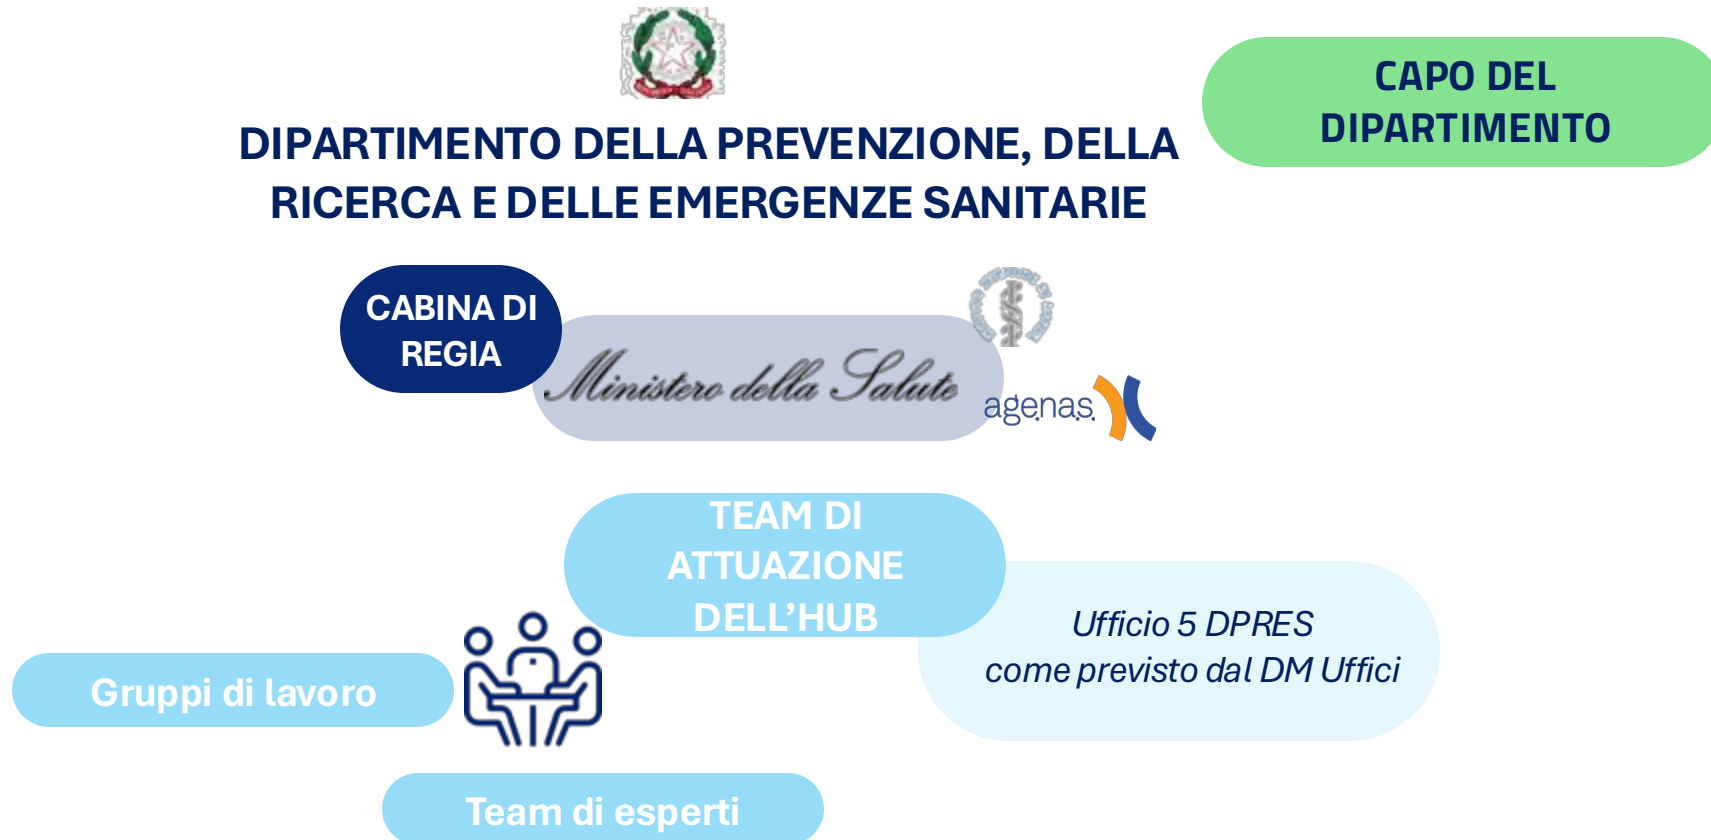 CAPO DEL
DIPARTIMENTO
DIPARTIMENTO DELLA PREVENZIONE, DELLA
RICERCA E DELLE EMERGENZE SANITARIE
CABINA DI
REGIA
Ministero della Salute
agenas
TEAM DI
ATTUAZIONE
DELL’HUB
Ufficio 5 DPRES
come previsto dal DM Uffici
Gruppi di lavoro
Team di esperti